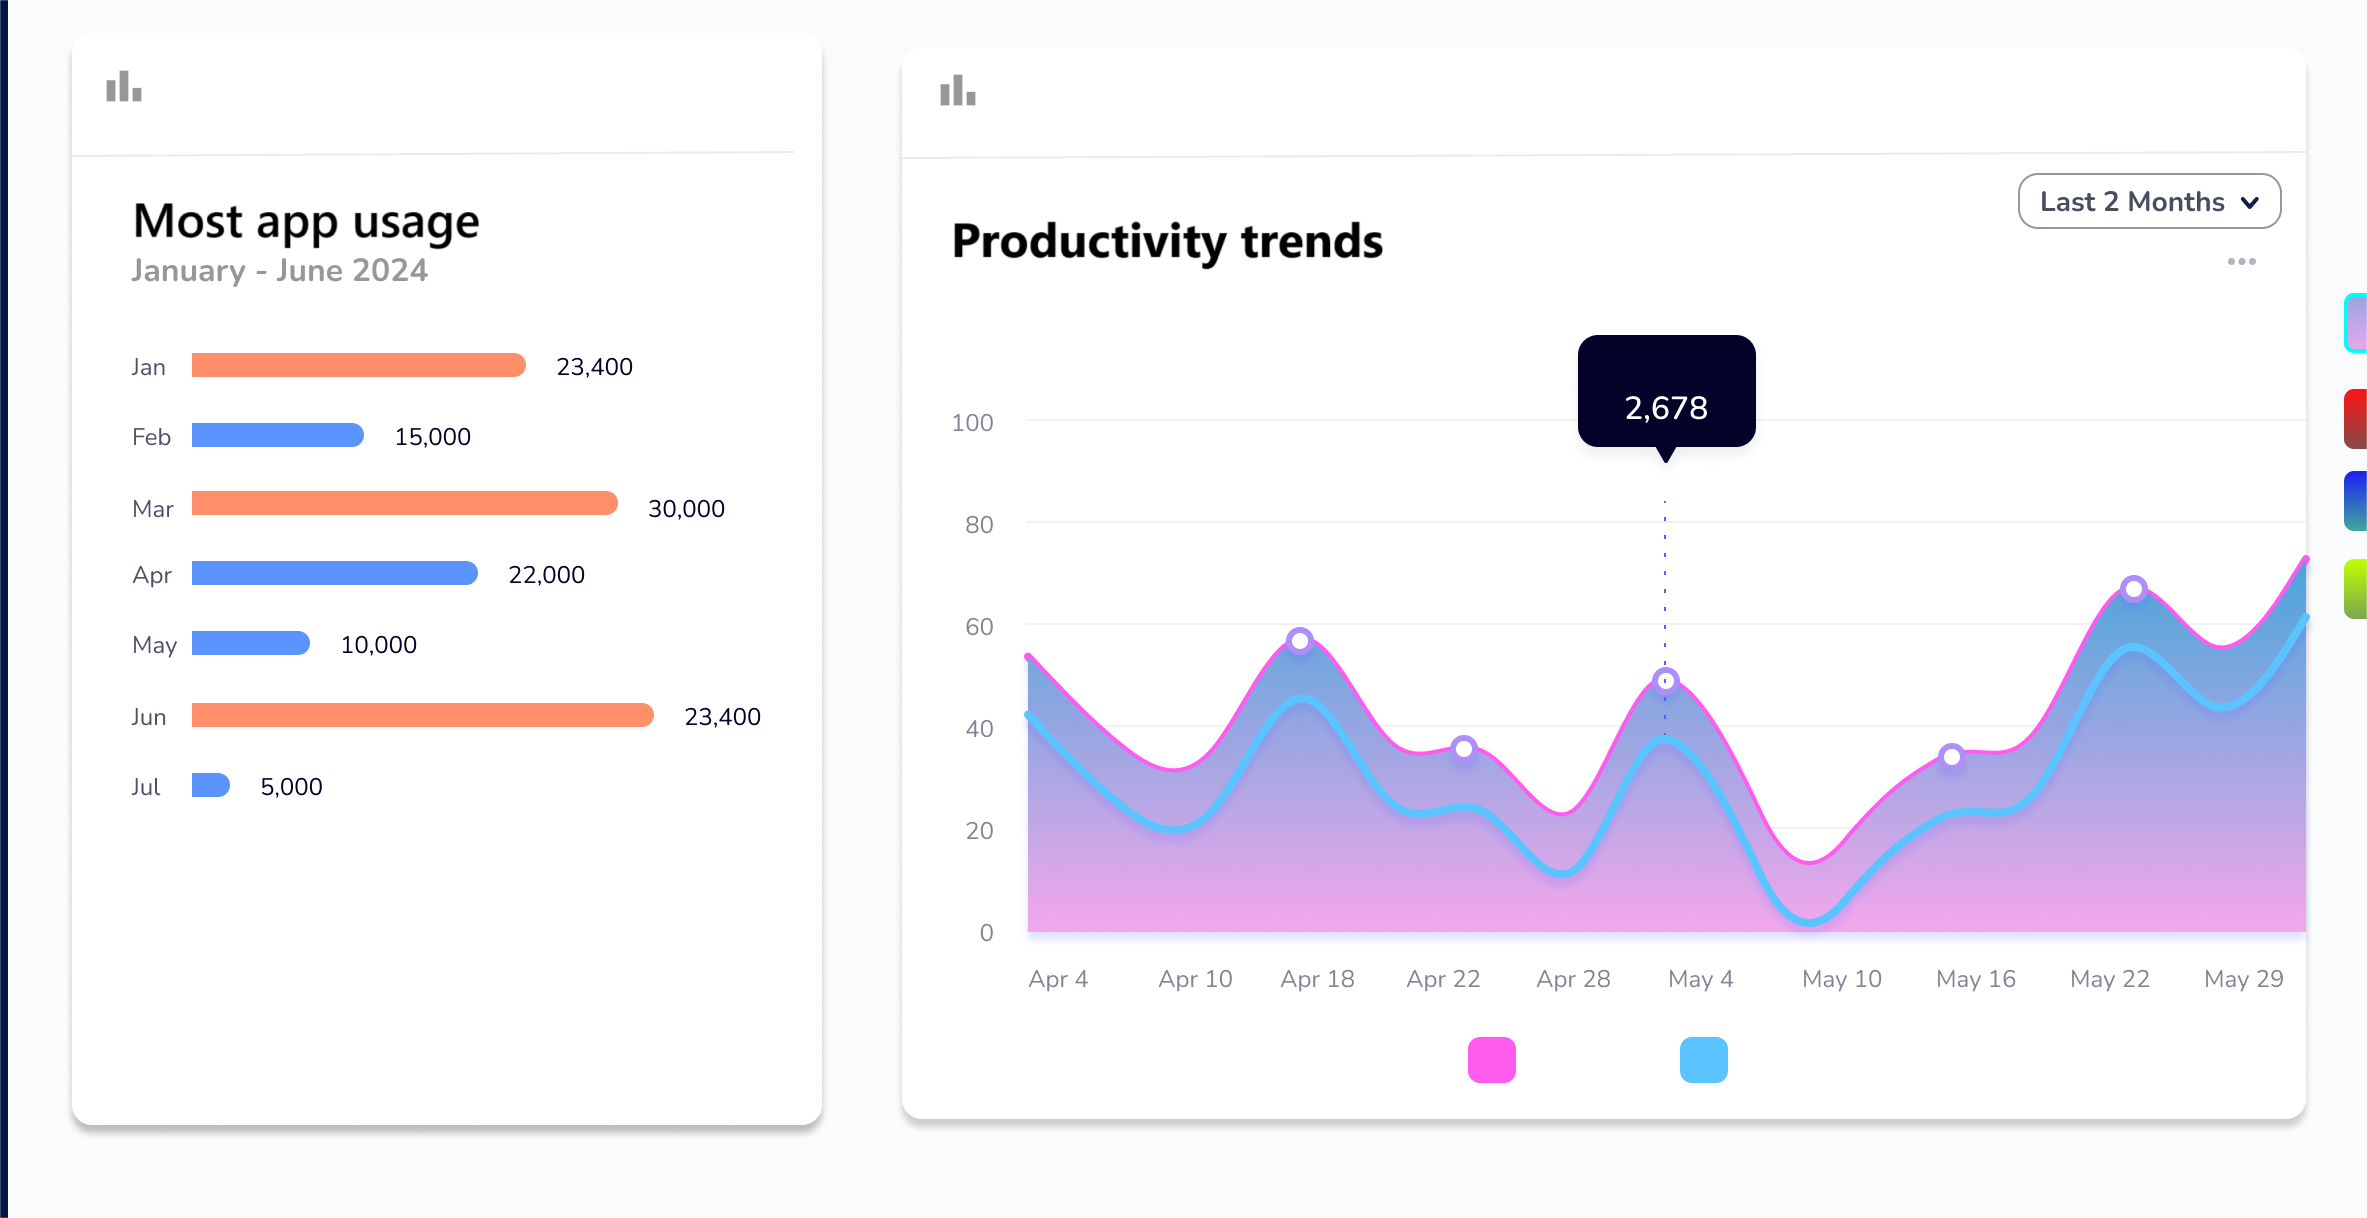 Most app usage
January - June 2024
Jan 23,400
Feb 15,000
Mar 30,000
Apr 22,000
May 10,000
Jun 23,400
Jul 5,000
Last 2 Months
Productivity trends
2,678
100
80
60
40
20
0
Apr 4 Apr 10 Apr 18 Apr 22 Apr 28 May 4 May 10 May 16 May 22 May 29